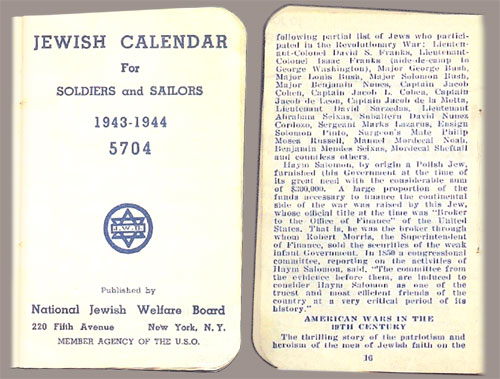 JEWISH CALENDAR
For
SOLDIERS and SAILORS
1943-1944
5704
J.W.B.
Published by
National Jewish Welfare Board
220 Fifth Avenue New York, N. Y.
MEMBER AGENCY OF THE U.S.O.
following partial list of Jews who partici-
pated in the Revolutionary War: Lieuten-
ant-Colonel David S. Franks, Lieutenant-
Colonel Isaac Franks (aide-de-camp to
George Washington), Major George Bush,
Major Louis Bush, Major Solomon Bush,
Major Benjamin Nones, Captain Jacob
Cohen, Captain Jacob L. Cohen, Captain
Jacob de Leon, Captain Jacob de la Motta,
Lieutenant David Sarzedas, Lieutenant
Abraham Seixas, Subaltern David Nunez
Cordozo, Sergeant Marks Lazarus, Ensign
Solomon Pinto, Surgeon's Mate Philip
Moses Russell, Manuel Mordecai Noah,
Benjamin Mendes Seixas, Mordecai Sheftall
and countless others.
Haym Salomon, by origin a Polish Jew,
furnished this Government at the time of
its great need with the considerable sum
of $300,000. A large proportion of the
funds necessary to finance the continental
side of the war was raised by this Jew,
whose official title at the time was "Broker
to the Office of Finance" of the United
States. That is, he was the broker through
whom Robert Morris, the Superintendent
of Finance, sold the securities of the weak
infant Government. In 1850 a congressional
committee, reporting on the activities of
Haym Salomon, said, "The committee from
the evidence before them, are induced to
consider Haym Salomon as one of the
truest and most efficient friends of the
country at a very critical period of its
history."
AMERICAN WARS IN THE
19TH CENTURY
The thrilling story of the patriotism and
heroism of the men of Jewish faith on the
16